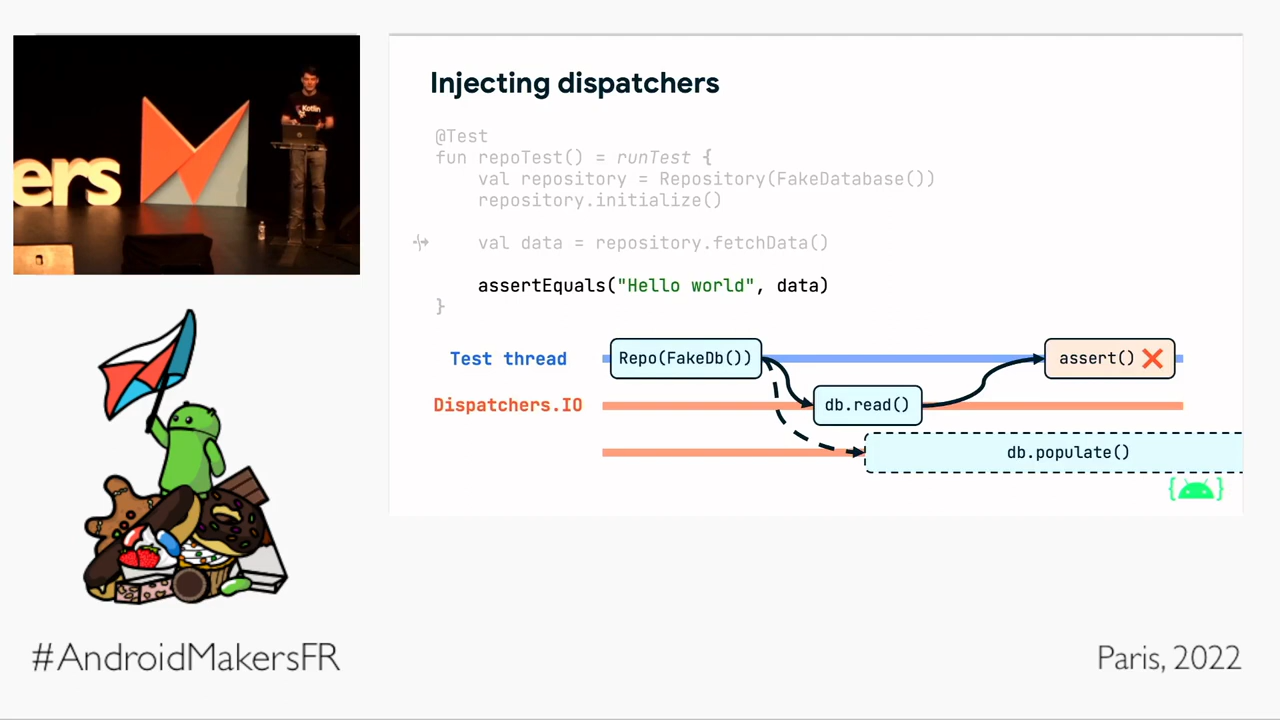 ers
Kotlin
Injecting dispatchers
@Test
fun repoTest() = runTest {
val repository = Repository(FakeDatabase())
repository.initialize()
val data = repository.fetchData()
assertEquals("Hello world", data)
}
Test thread
Repo(FakeDb())
assert()
Dispatchers.IO
db.read()
db.populate()
#AndroidMakersFR
Paris, 2022